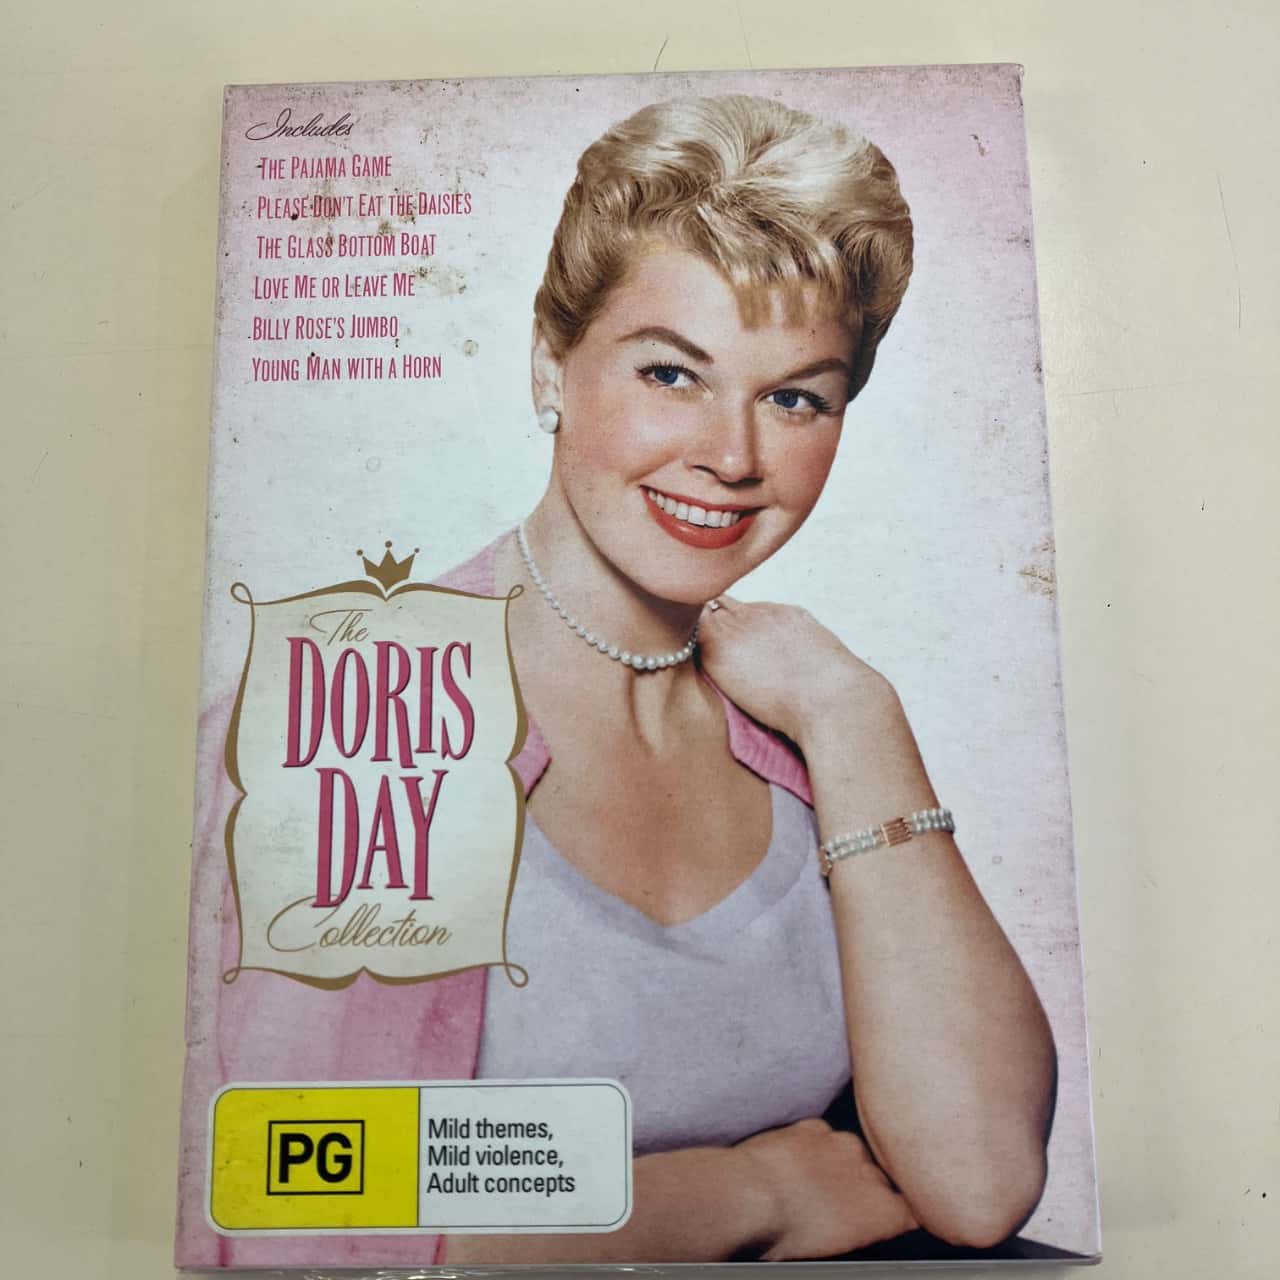 Includes
THE PAJAMA GAME
PLEASE DON'T EAT THE DAISIES
THE GLASS BOTTOM BOAT
LOVE ME OR LEAVE ME
BILLY ROSE'S JUMBO
YOUNG MAN WITH A HORN
The
DORIS
DAY
Collection
PG
Mild themes,
Mild violence,
Adult concepts